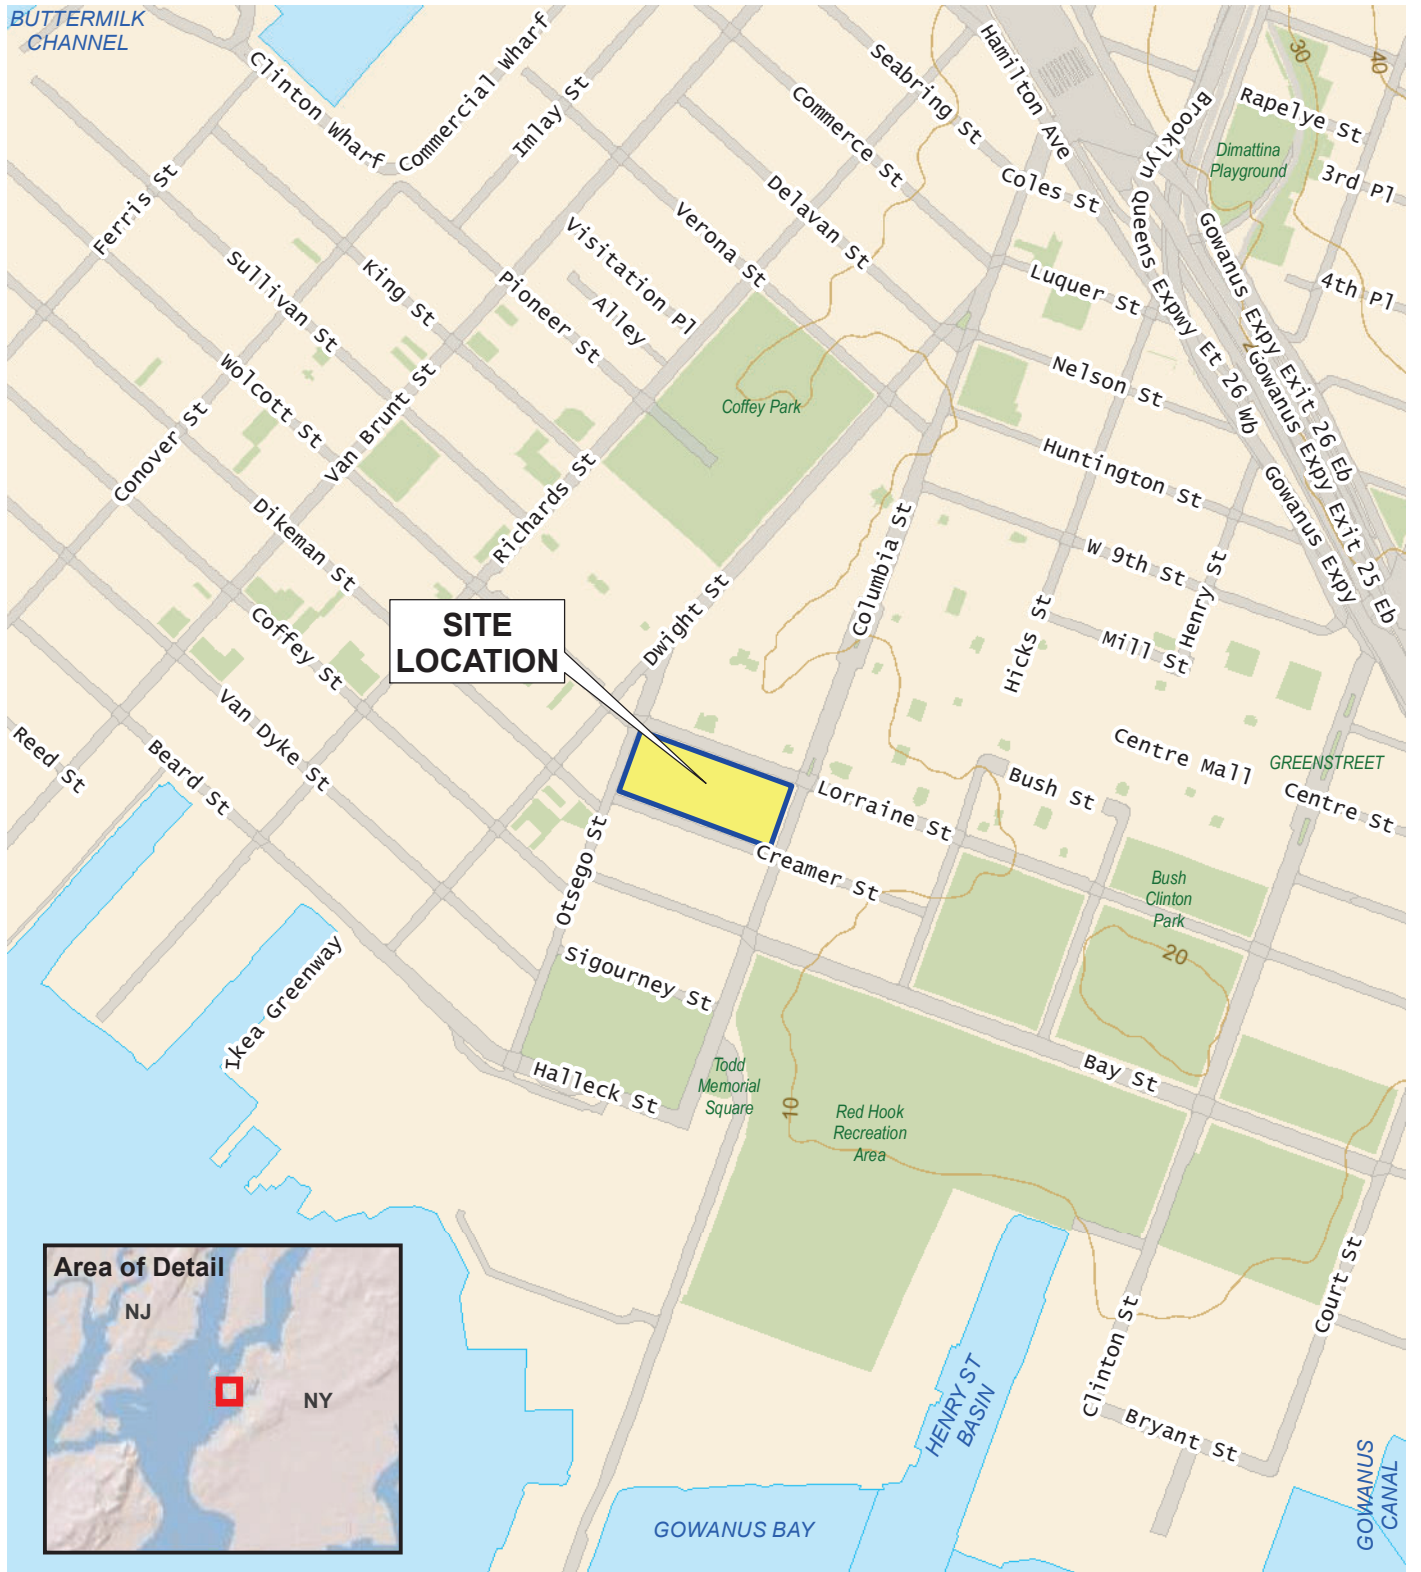 BUTTERMILK
CHANNEL
Clinton Wharf
Commercial Wharf
Imlay St
Seabring St
Hamilton Ave
Commerce St
Coles St
Brooklyn Queens Expwy Et 26 Wb
30
40
Rapelye St
Dimattina
Playground
3rd Pl
4th Pl
Ferris St
Sullivan St
King St
Pioneer St
Visitation Pl
Alley
Verona St
Delavan St
Luquer St
Gowanus Expy Exit 26 Eb
Gowanus Expy Exit 25 Eb
Gowanus Expy
Nelson St
Huntington St
W 9th St
Henry St
Mill St
Hicks St
Coffey Park
Wolcott St
Van Brunt St
Conover St
Dikeman St
Richards St
Columbia St
Dwight St
Coffey St
Van Dyke St
Beard St
Reed St
SITE
LOCATION
Centre Mall
GREENSTREET
Centre St
Bush St
Lorraine St
Creamer St
Otsego St
Bush
Clinton
Park
20
Sigourney St
Ikea Greenway
Halleck St
Todd
Memorial
Square
10
Red Hook
Recreation
Area
Bay St
Court St
Clinton St
Bryant St
HENRY ST
BASIN
GOWANUS
CANAL
GOWANUS BAY
Area of Detail
NJ
NY